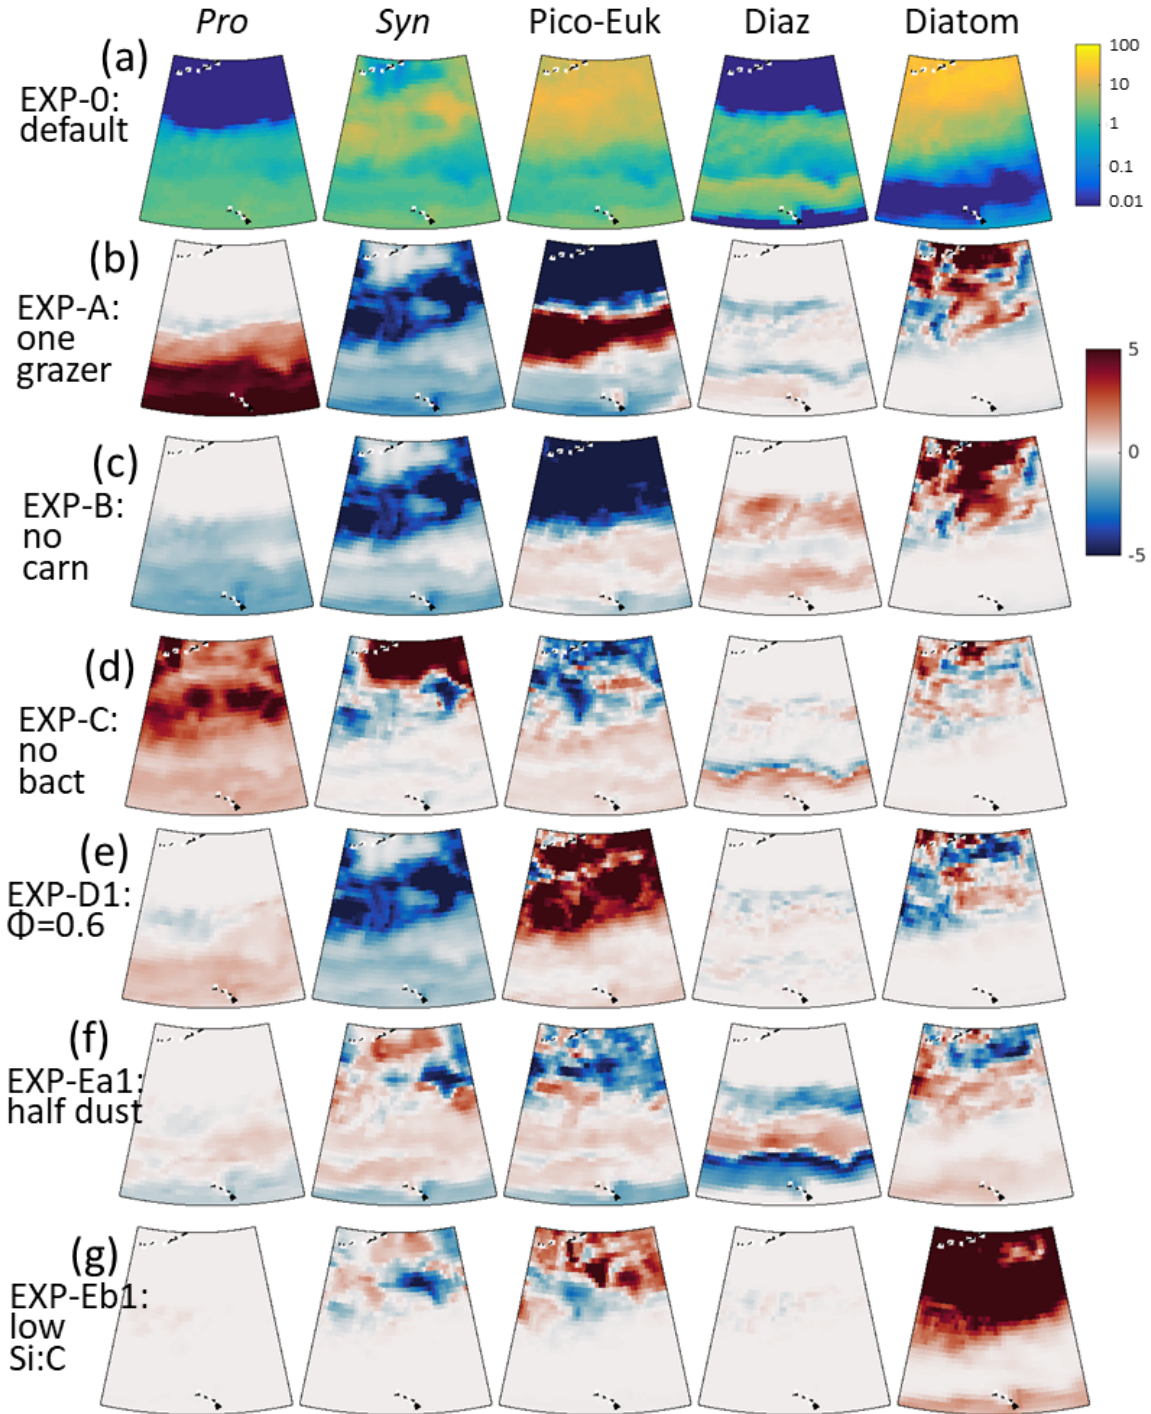 Pro Syn Pico-Euk Diaz Diatom
(a)
EXP-0:
default
100
10
1
0.1
0.01
(b)
EXP-A:
one
grazer
5
0
-5
(c)
EXP-B:
no
carn
(d)
EXP-C:
no
bact
(e)
EXP-D1:
Φ=0.6
(f)
EXP-Ea1:
half dust
(g)
EXP-Eb1:
low
Si:C